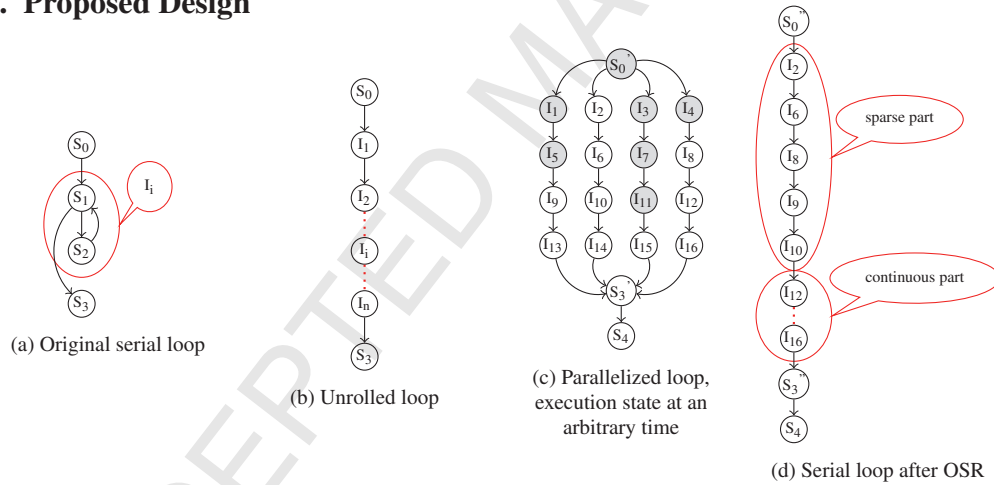 . Proposed Design
S0
S1
S2
S3
Ii
(a) Original serial loop
S0
I1
I2
Ii
In
S3
(b) Unrolled loop
S0'
I1 I2 I3 I4
I5 I6 I7 I8
I9 I10 I11 I12
I13 I14 I15 I16
S3'
S4
(c) Parallelized loop,
execution state at an
arbitrary time
S0''
I2
I6
I8
I9
I10
I12
I16
S3''
S4
sparse part
continuous part
(d) Serial loop after OSR